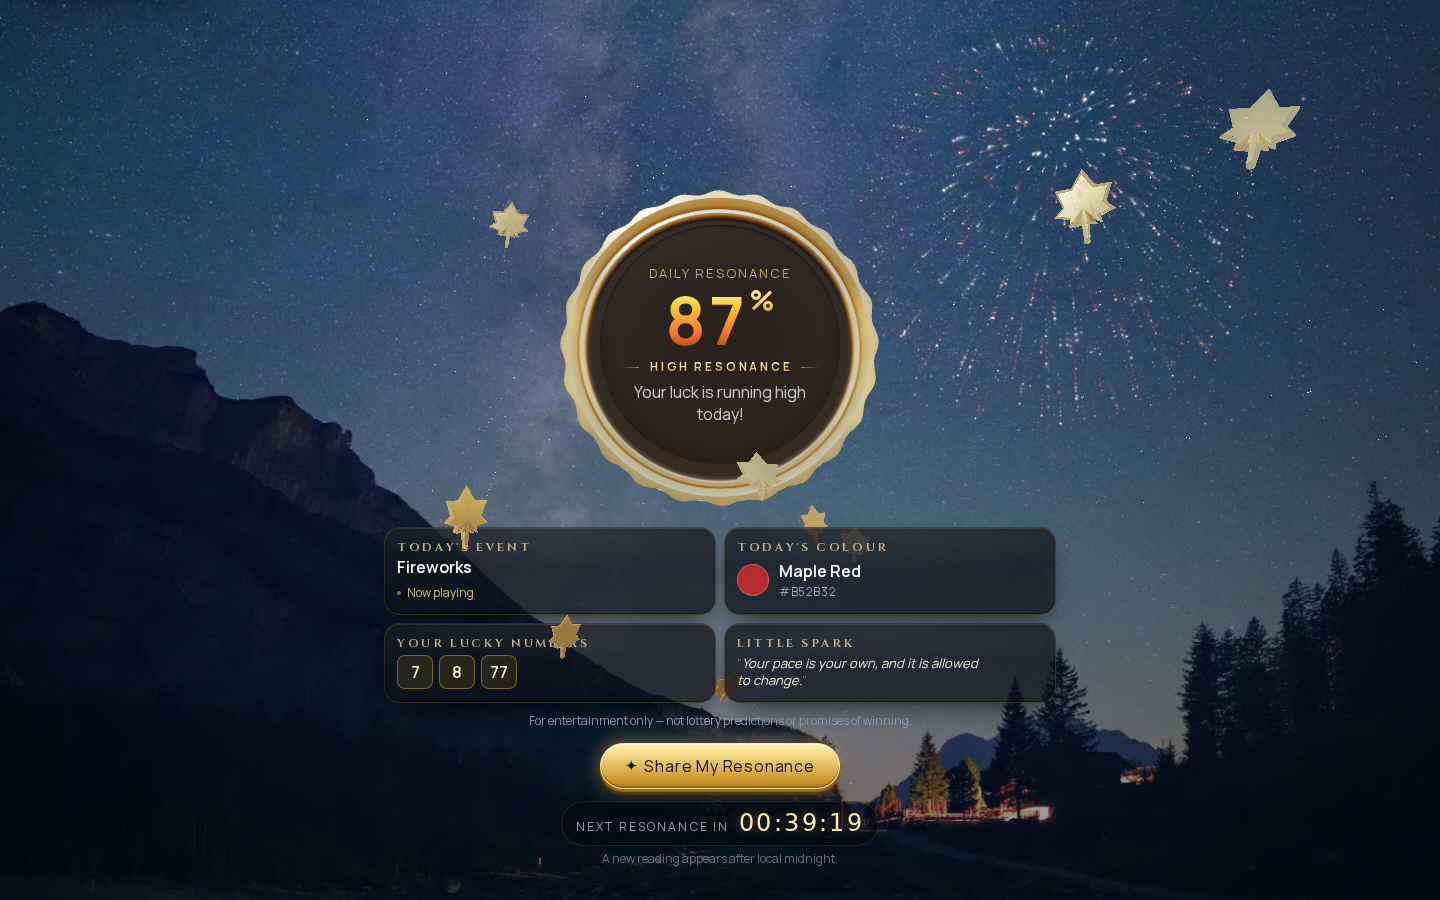 DAILY RESONANCE
87%
HIGH RESONANCE
Your luck is running high
today!
TODAY'S EVENT
Fireworks
Now playing
TODAY'S COLOUR
Maple Red
#B52B32
YOUR LUCKY NUMBERS
7 8 77
LITTLE SPARK
"Your pace is your own, and it is allowed
to change."
For entertainment only — not lottery predictions or promises of winning.
✦ Share My Resonance
NEXT RESONANCE IN 00:39:19
A new reading appears after local midnight.